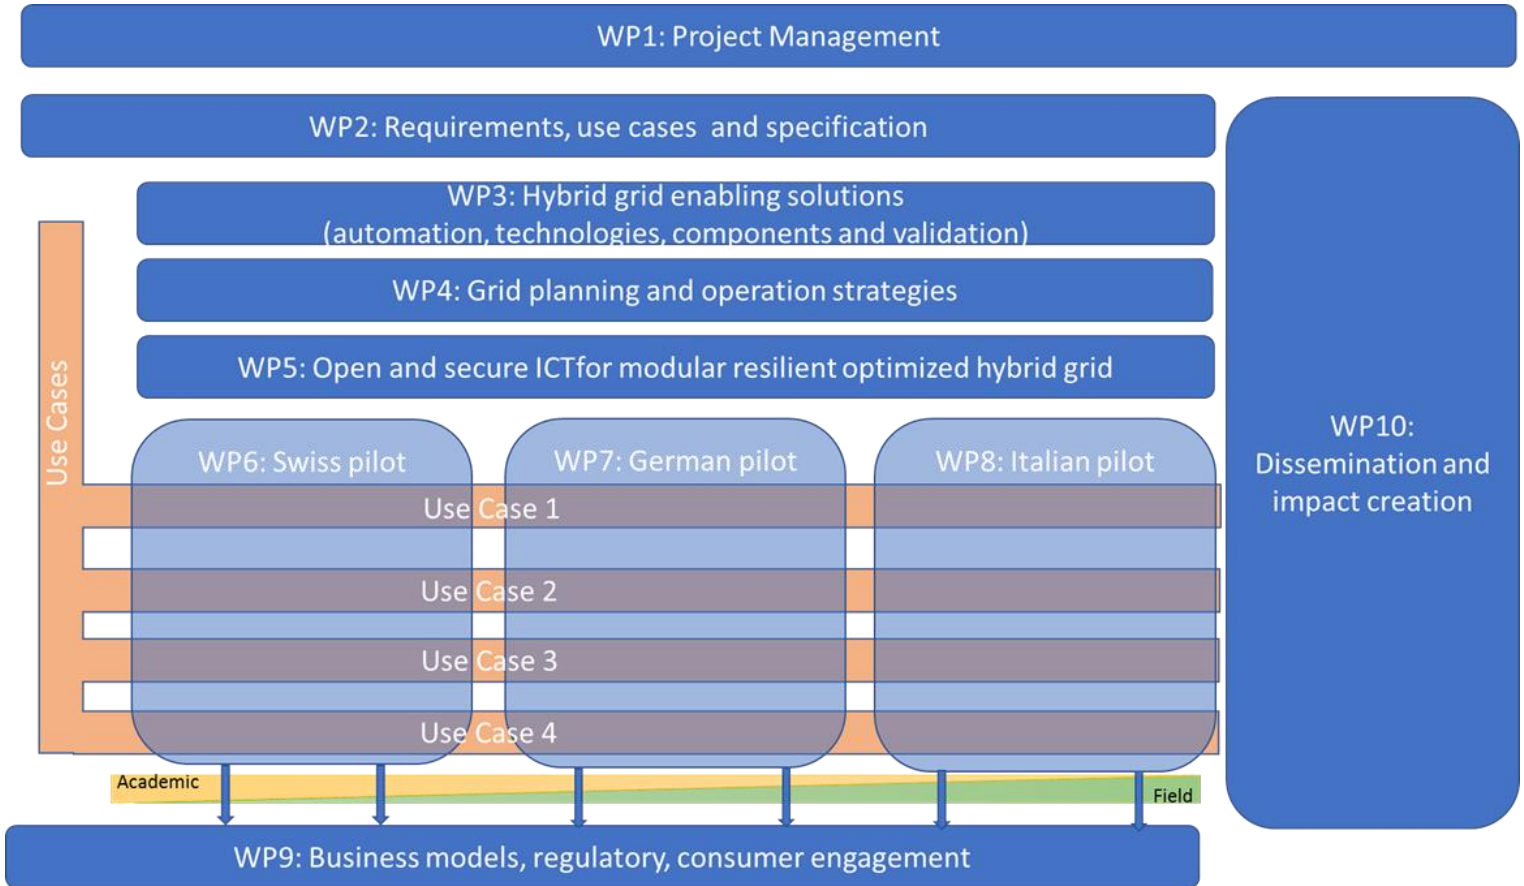 WP1: Project Management
WP2: Requirements, use cases and specification
WP3: Hybrid grid enabling solutions
(automation, technologies, components and validation)
WP4: Grid planning and operation strategies
WP5: Open and secure ICTfor modular resilient optimized hybrid grid
Use Cases
WP6: Swiss pilot
WP7: German pilot
WP8: Italian pilot
Use Case 1
Use Case 2
Use Case 3
Use Case 4
Academic
Field
WP9: Business models, regulatory, consumer engagement
WP10:
Dissemination and
impact creation